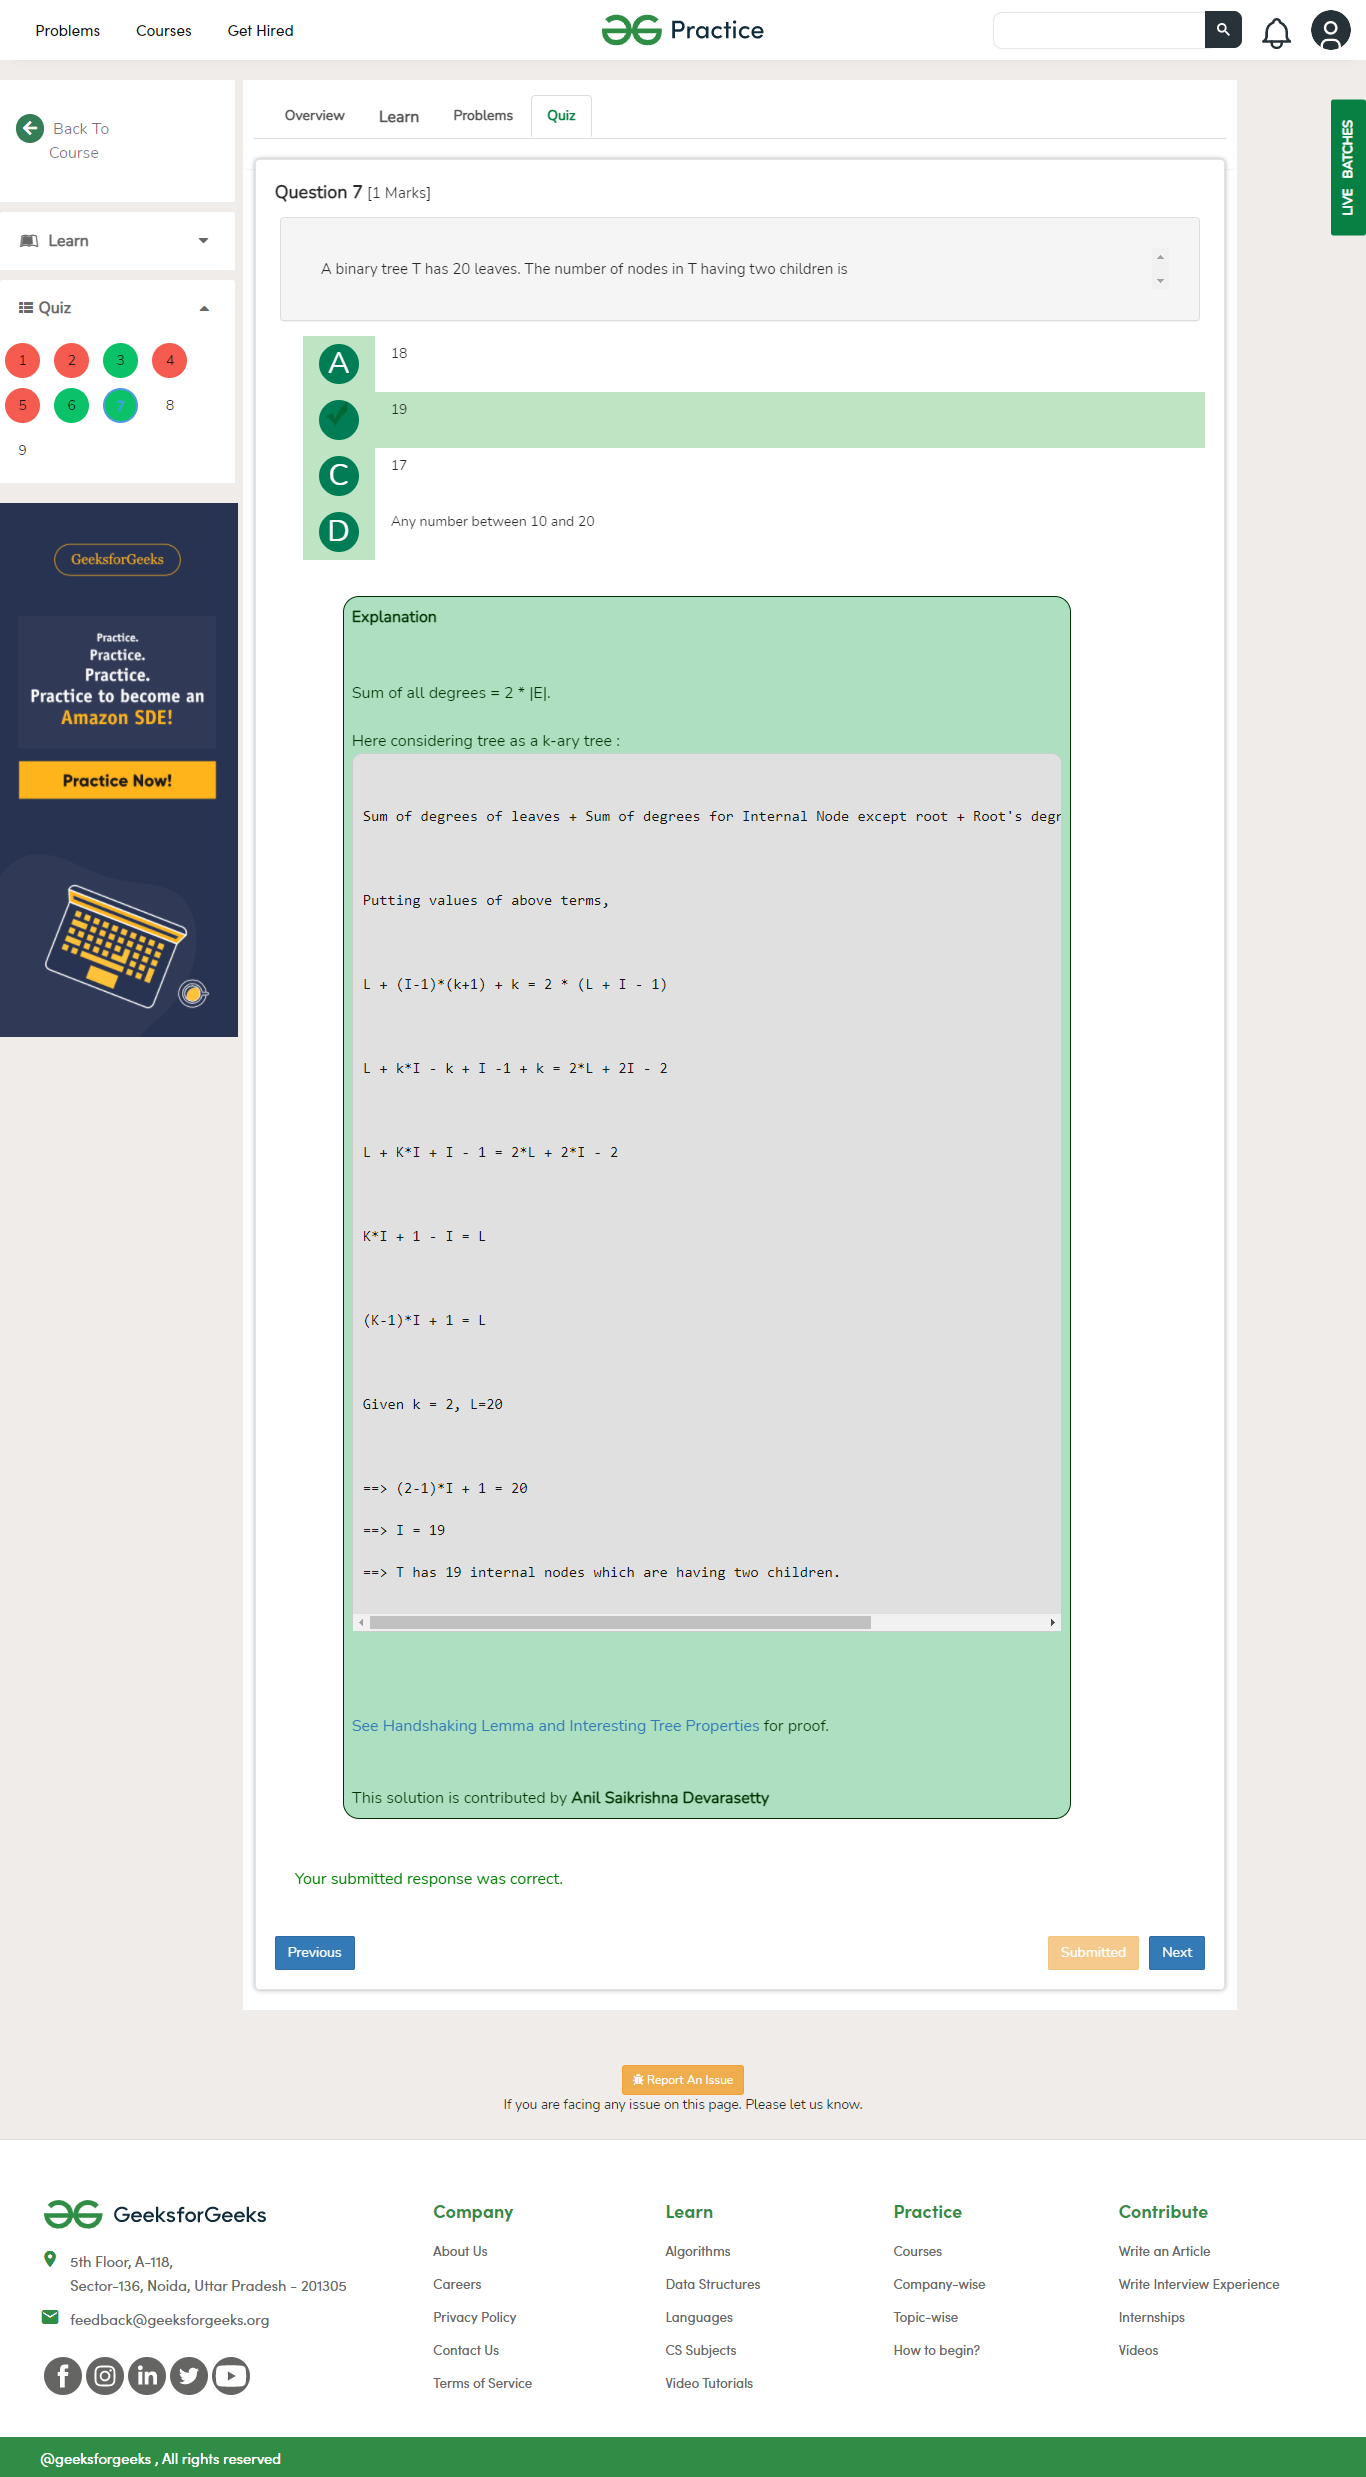 Problems
Courses
Get Hired
Practice
LIVE BATCHES
Back To
Course
Learn
Quiz
1
2
3
4
5
6
7
8
9
GeeksforGeeks
Practice.
Practice.
Practice.
Practice to become an
Amazon SDE!
Practice Now!
Overview
Learn
Problems
Quiz
Question 7 [1 Marks]
A binary tree T has 20 leaves. The number of nodes in T having two children is
A
18
19
C
17
D
Any number between 10 and 20
Explanation
Sum of all degrees = 2 * |E|.
Here considering tree as a k-ary tree :
Sum of degrees of leaves + Sum of degrees for Internal Node except root + Root's degr
Putting values of above terms,
L + (I-1)*(k+1) + k = 2 * (L + I - 1)
L + k*I - k + I -1 + k = 2*L + 2I - 2
L + K*I + I - 1 = 2*L + 2*I - 2
K*I + 1 - I = L
(K-1)*I + 1 = L
Given k = 2, L=20
==> (2-1)*I + 1 = 20
==> I = 19
==> T has 19 internal nodes which are having two children.
See Handshaking Lemma and Interesting Tree Properties for proof.
This solution is contributed by Anil Saikrishna Devarasetty
Your submitted response was correct.
Previous
Submitted
Next
Report An Issue
If you are facing any issue on this page. Please let us know.
GeeksforGeeks
5th Floor, A-118,
Sector-136, Noida, Uttar Pradesh - 201305
feedback@geeksforgeeks.org
Company
About Us
Careers
Privacy Policy
Contact Us
Terms of Service
Learn
Algorithms
Data Structures
Languages
CS Subjects
Video Tutorials
Practice
Courses
Company-wise
Topic-wise
How to begin?
Contribute
Write an Article
Write Interview Experience
Internships
Videos
@geeksforgeeks , All rights reserved